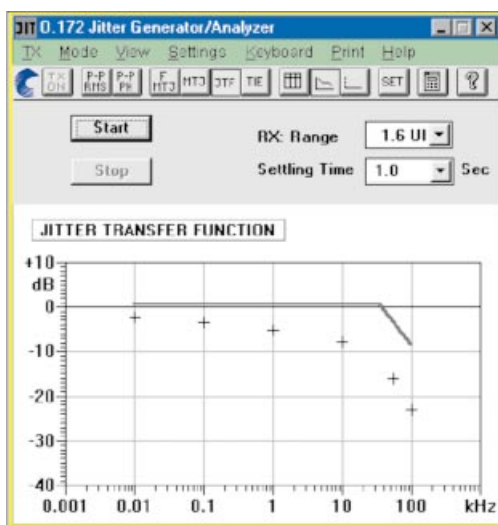 JIT O.172 Jitter Generator/Analyzer
TX Mode View Settings Keyboard Print Help
TX ON P-P RMS P-P PK F MTJ MTJ JTF TIE SET ?
Start
RX: Range 1.6 UI
Stop
Settling Time 1.0 Sec
JITTER TRANSFER FUNCTION
+10
dB
0
-10
-20
-30
-40
0.001 0.01 0.1 1 10 100 kHz